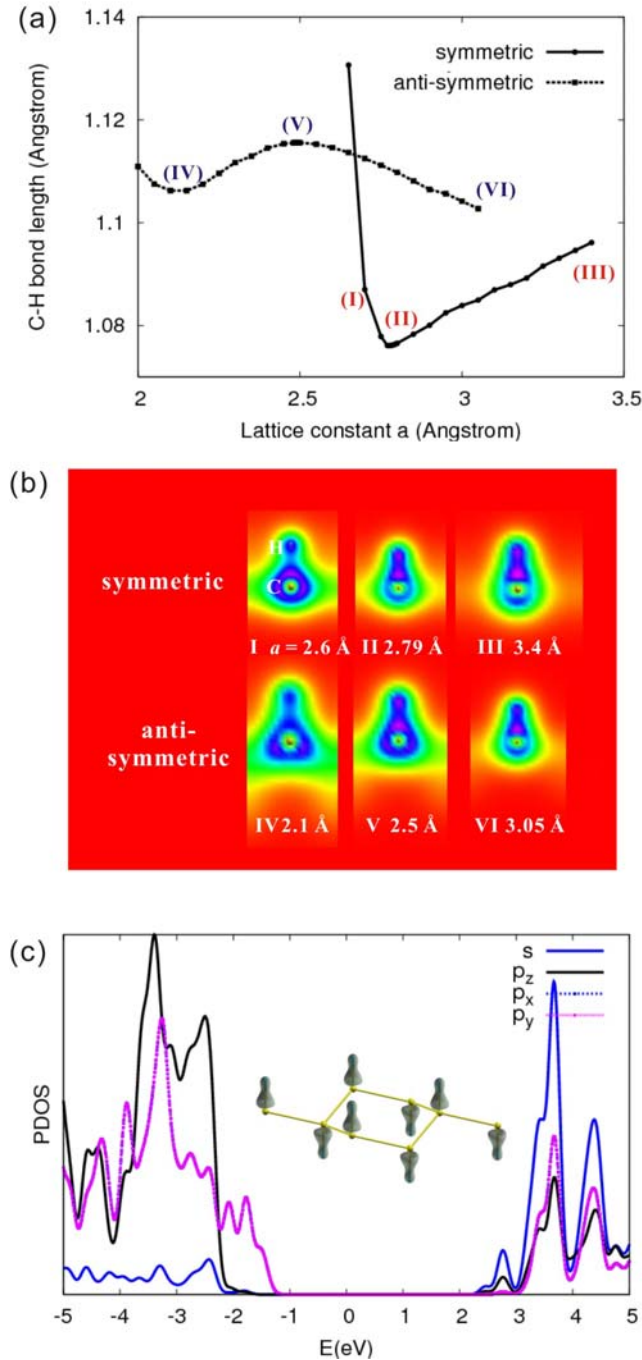 (a)
1.14
1.12
1.1
1.08
C-H bond length (Angstrom)
symmetric
anti-symmetric
(IV)
(V)
(VI)
(I)
(II)
(III)
2
2.5
3
3.5
Lattice constant a (Angstrom)
(b)
symmetric
H
C
I a = 2.6 Å
II 2.79 Å
III 3.4 Å
anti-
symmetric
IV 2.1 Å
V 2.5 Å
VI 3.05 Å
(c)
s
p_z
p_x
p_y
PDOS
-5 -4 -3 -2 -1 0 1 2 3 4 5
E(eV)